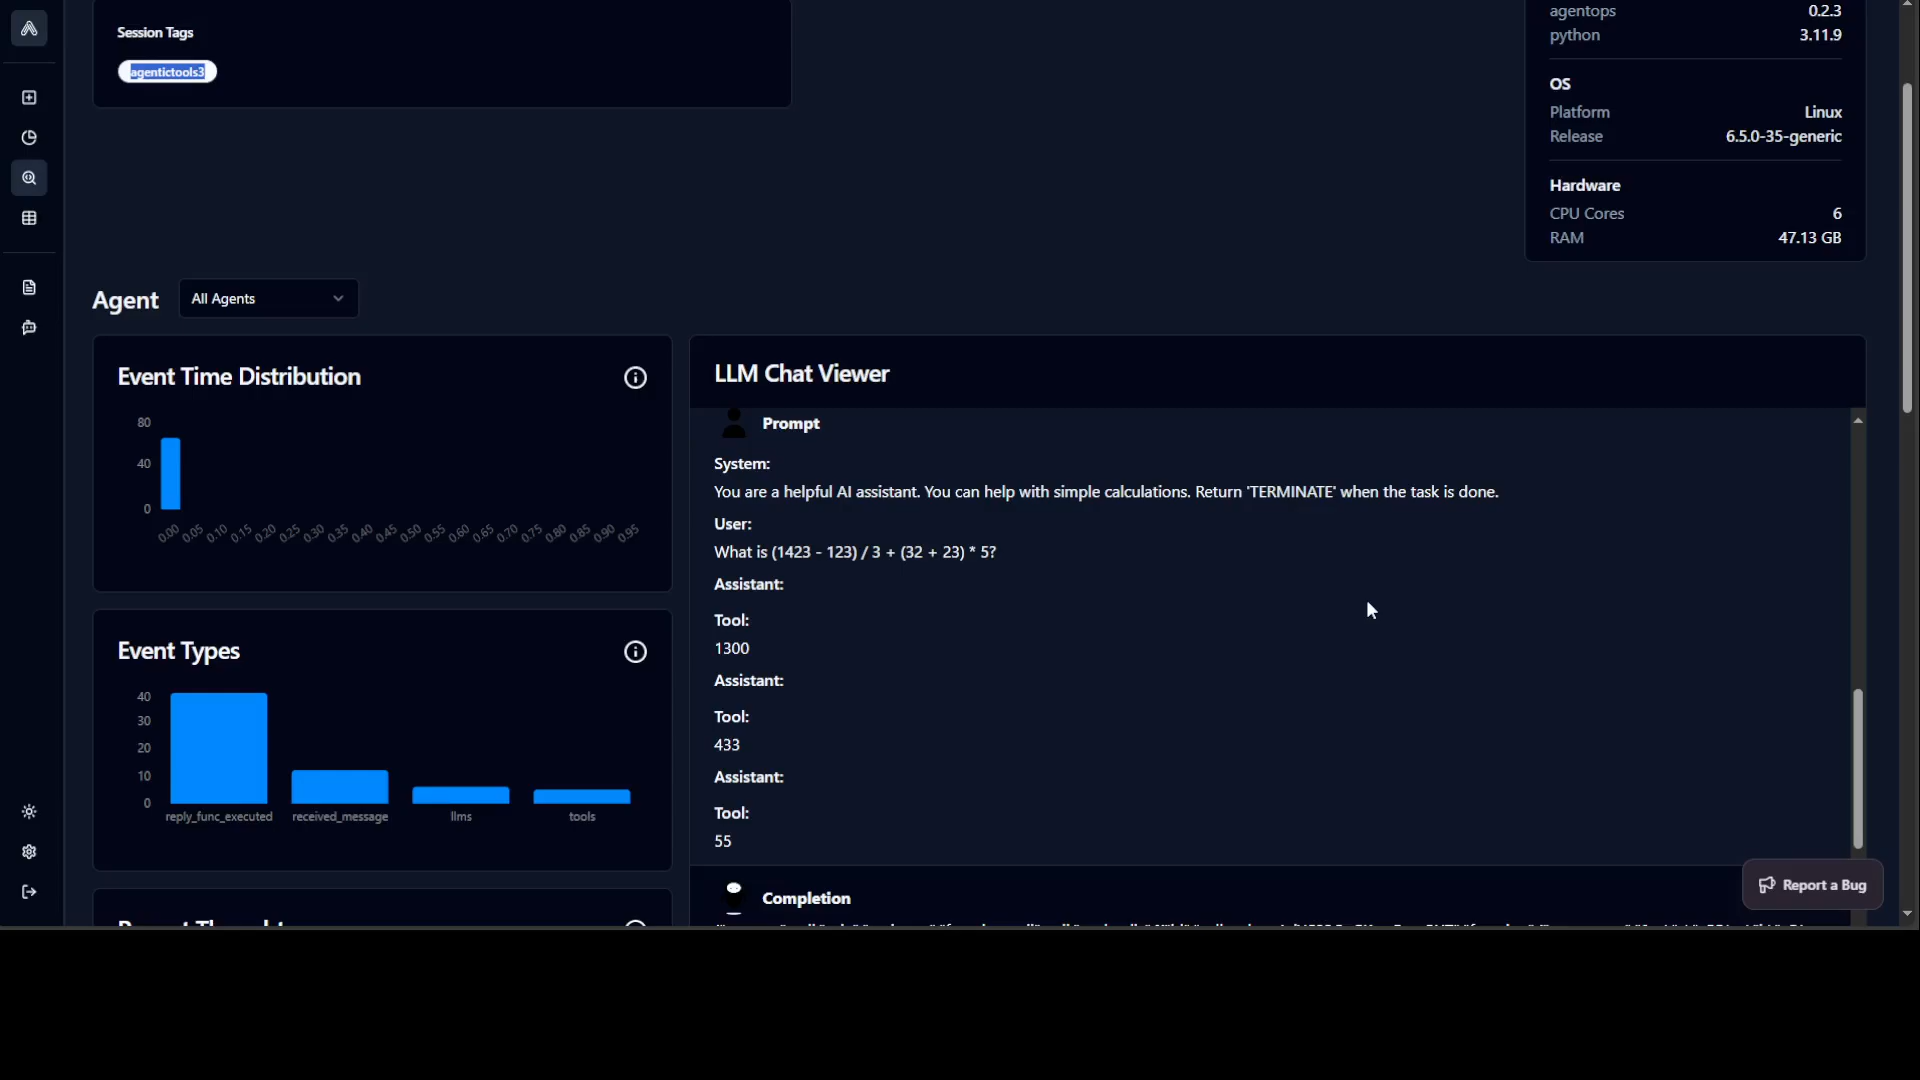 Session Tags
agentictools3
agentops 0.2.3
python 3.11.9
OS
Platform Linux
Release 6.5.0-35-generic
Hardware
CPU Cores 6
RAM 47.13 GB
Agent
All Agents
Event Time Distribution
80
40
0
0.00 0.05 0.10 0.15 0.20 0.25 0.30 0.35 0.40 0.45 0.50 0.55 0.60 0.65 0.70 0.75 0.80 0.85 0.90 0.95
Event Types
40
30
20
10
0
reply_func_executed received_message llms tools
LLM Chat Viewer
Prompt
System:
You are a helpful AI assistant. You can help with simple calculations. Return 'TERMINATE' when the task is done.
User:
What is (1423 - 123) / 3 + (32 + 23) * 5?
Assistant:
Tool:
1300
Assistant:
Tool:
433
Assistant:
Tool:
55
Completion
Report a Bug